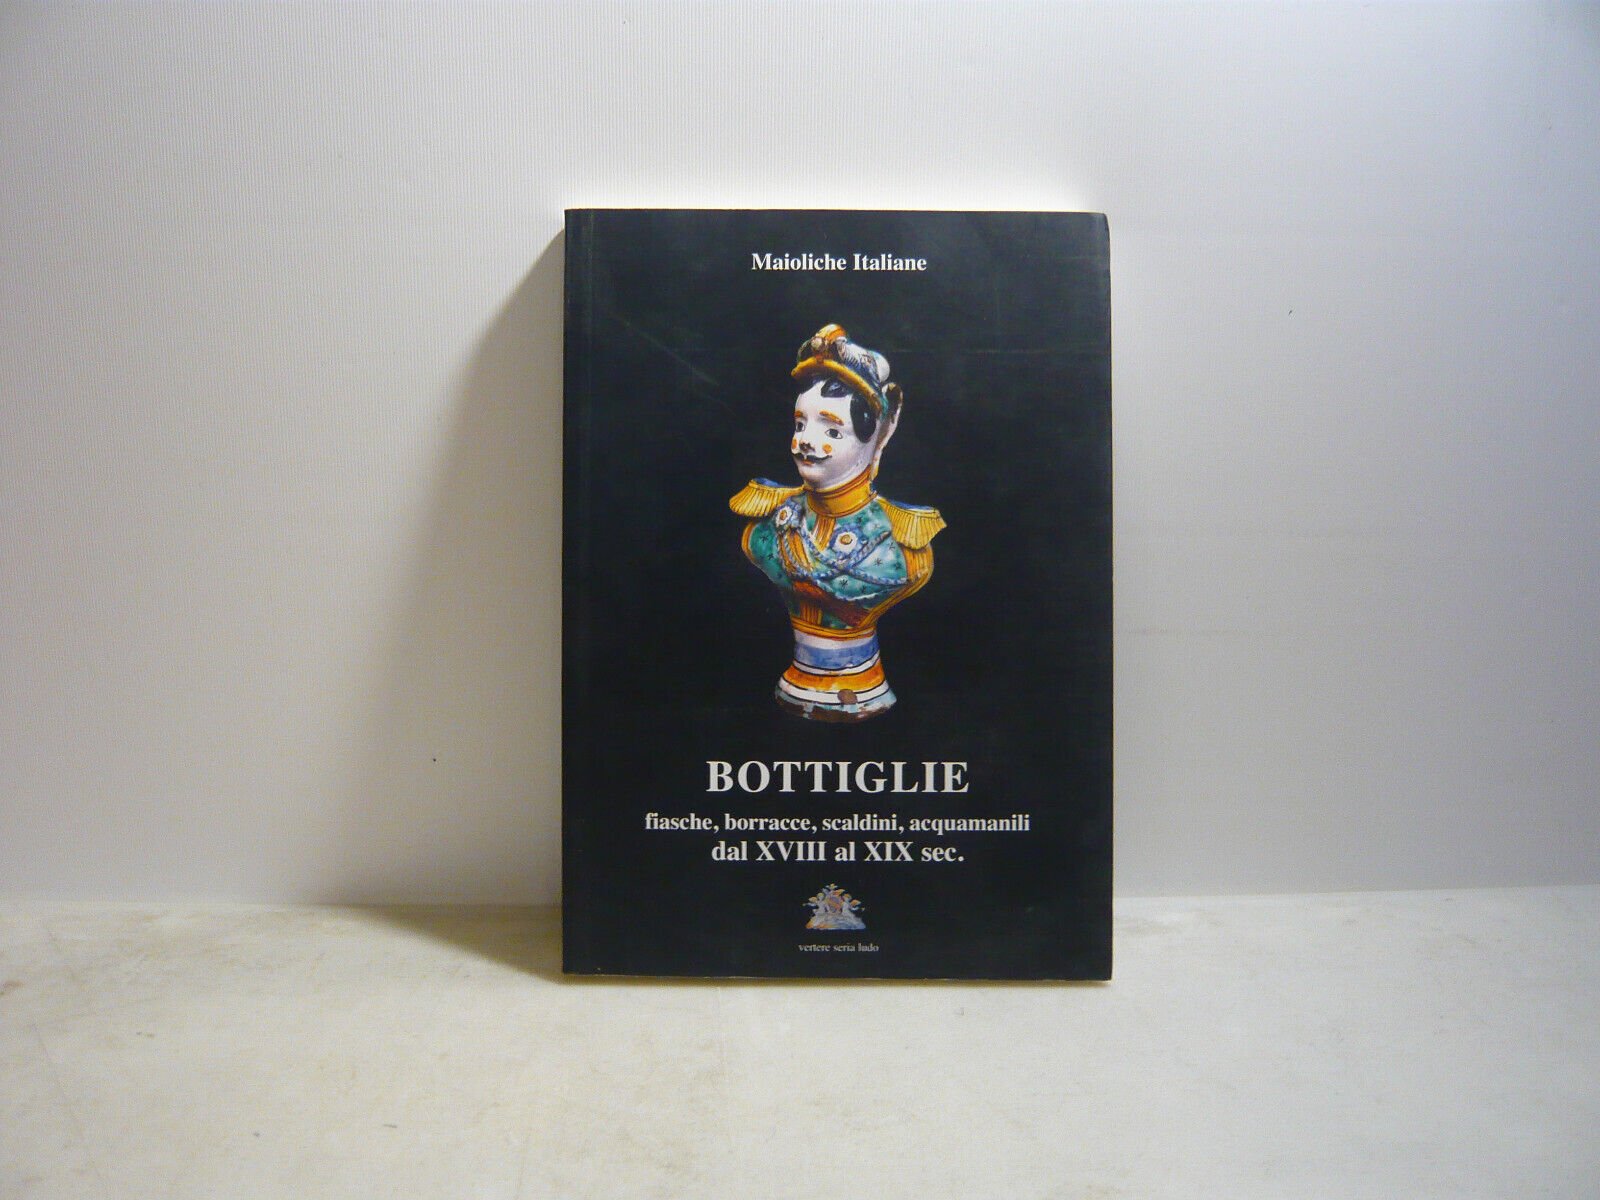 Maioliche Italiane
BOTTIGLIE
fiasche, borracce, scaldini, acquamanili
dal XVIII al XIX sec.
vertere seria ludo